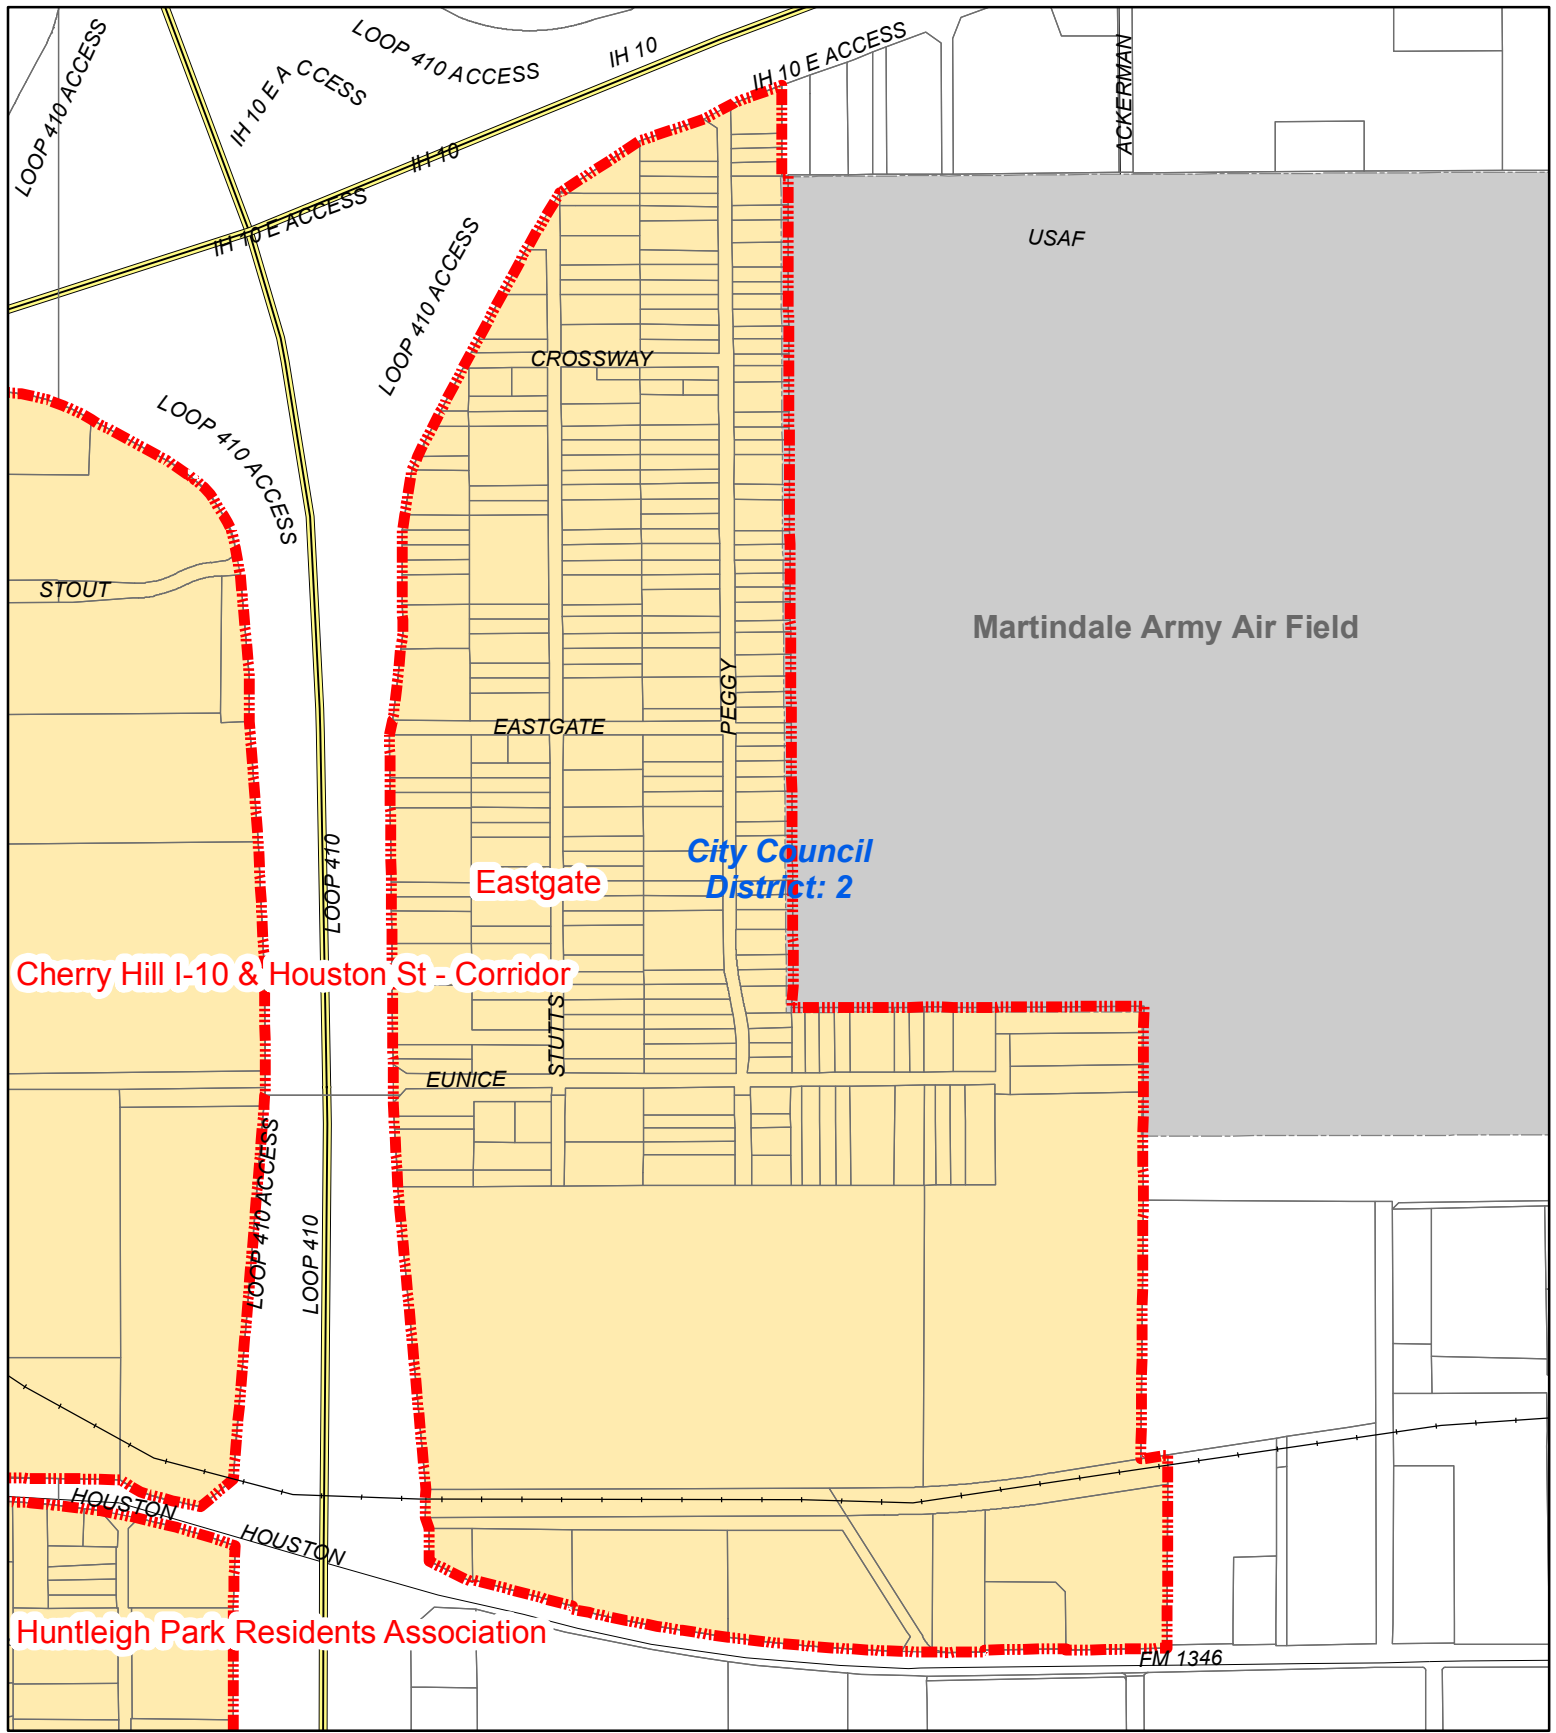 LOOP 410 ACCESS
IH 10
IH 10 E ACCESS
LOOP 410 ACCESS
IH 10 E A CCESS
ACKERMAN
IH 10
IH 10 E ACCESS
USAF
LOOP 410 ACCESS
CROSSWAY
LOOP 410 ACCESS
STOUT
Martindale Army Air Field
PEGGY
EASTGATE
LOOP 410
City Council
District: 2
Eastgate
Cherry Hill I-10 & Houston St - Corridor
STUTTS
EUNICE
LOOP 410 ACCESS
LOOP 410
HOUSTON
HOUSTON
Huntleigh Park Residents Association
FM 1346